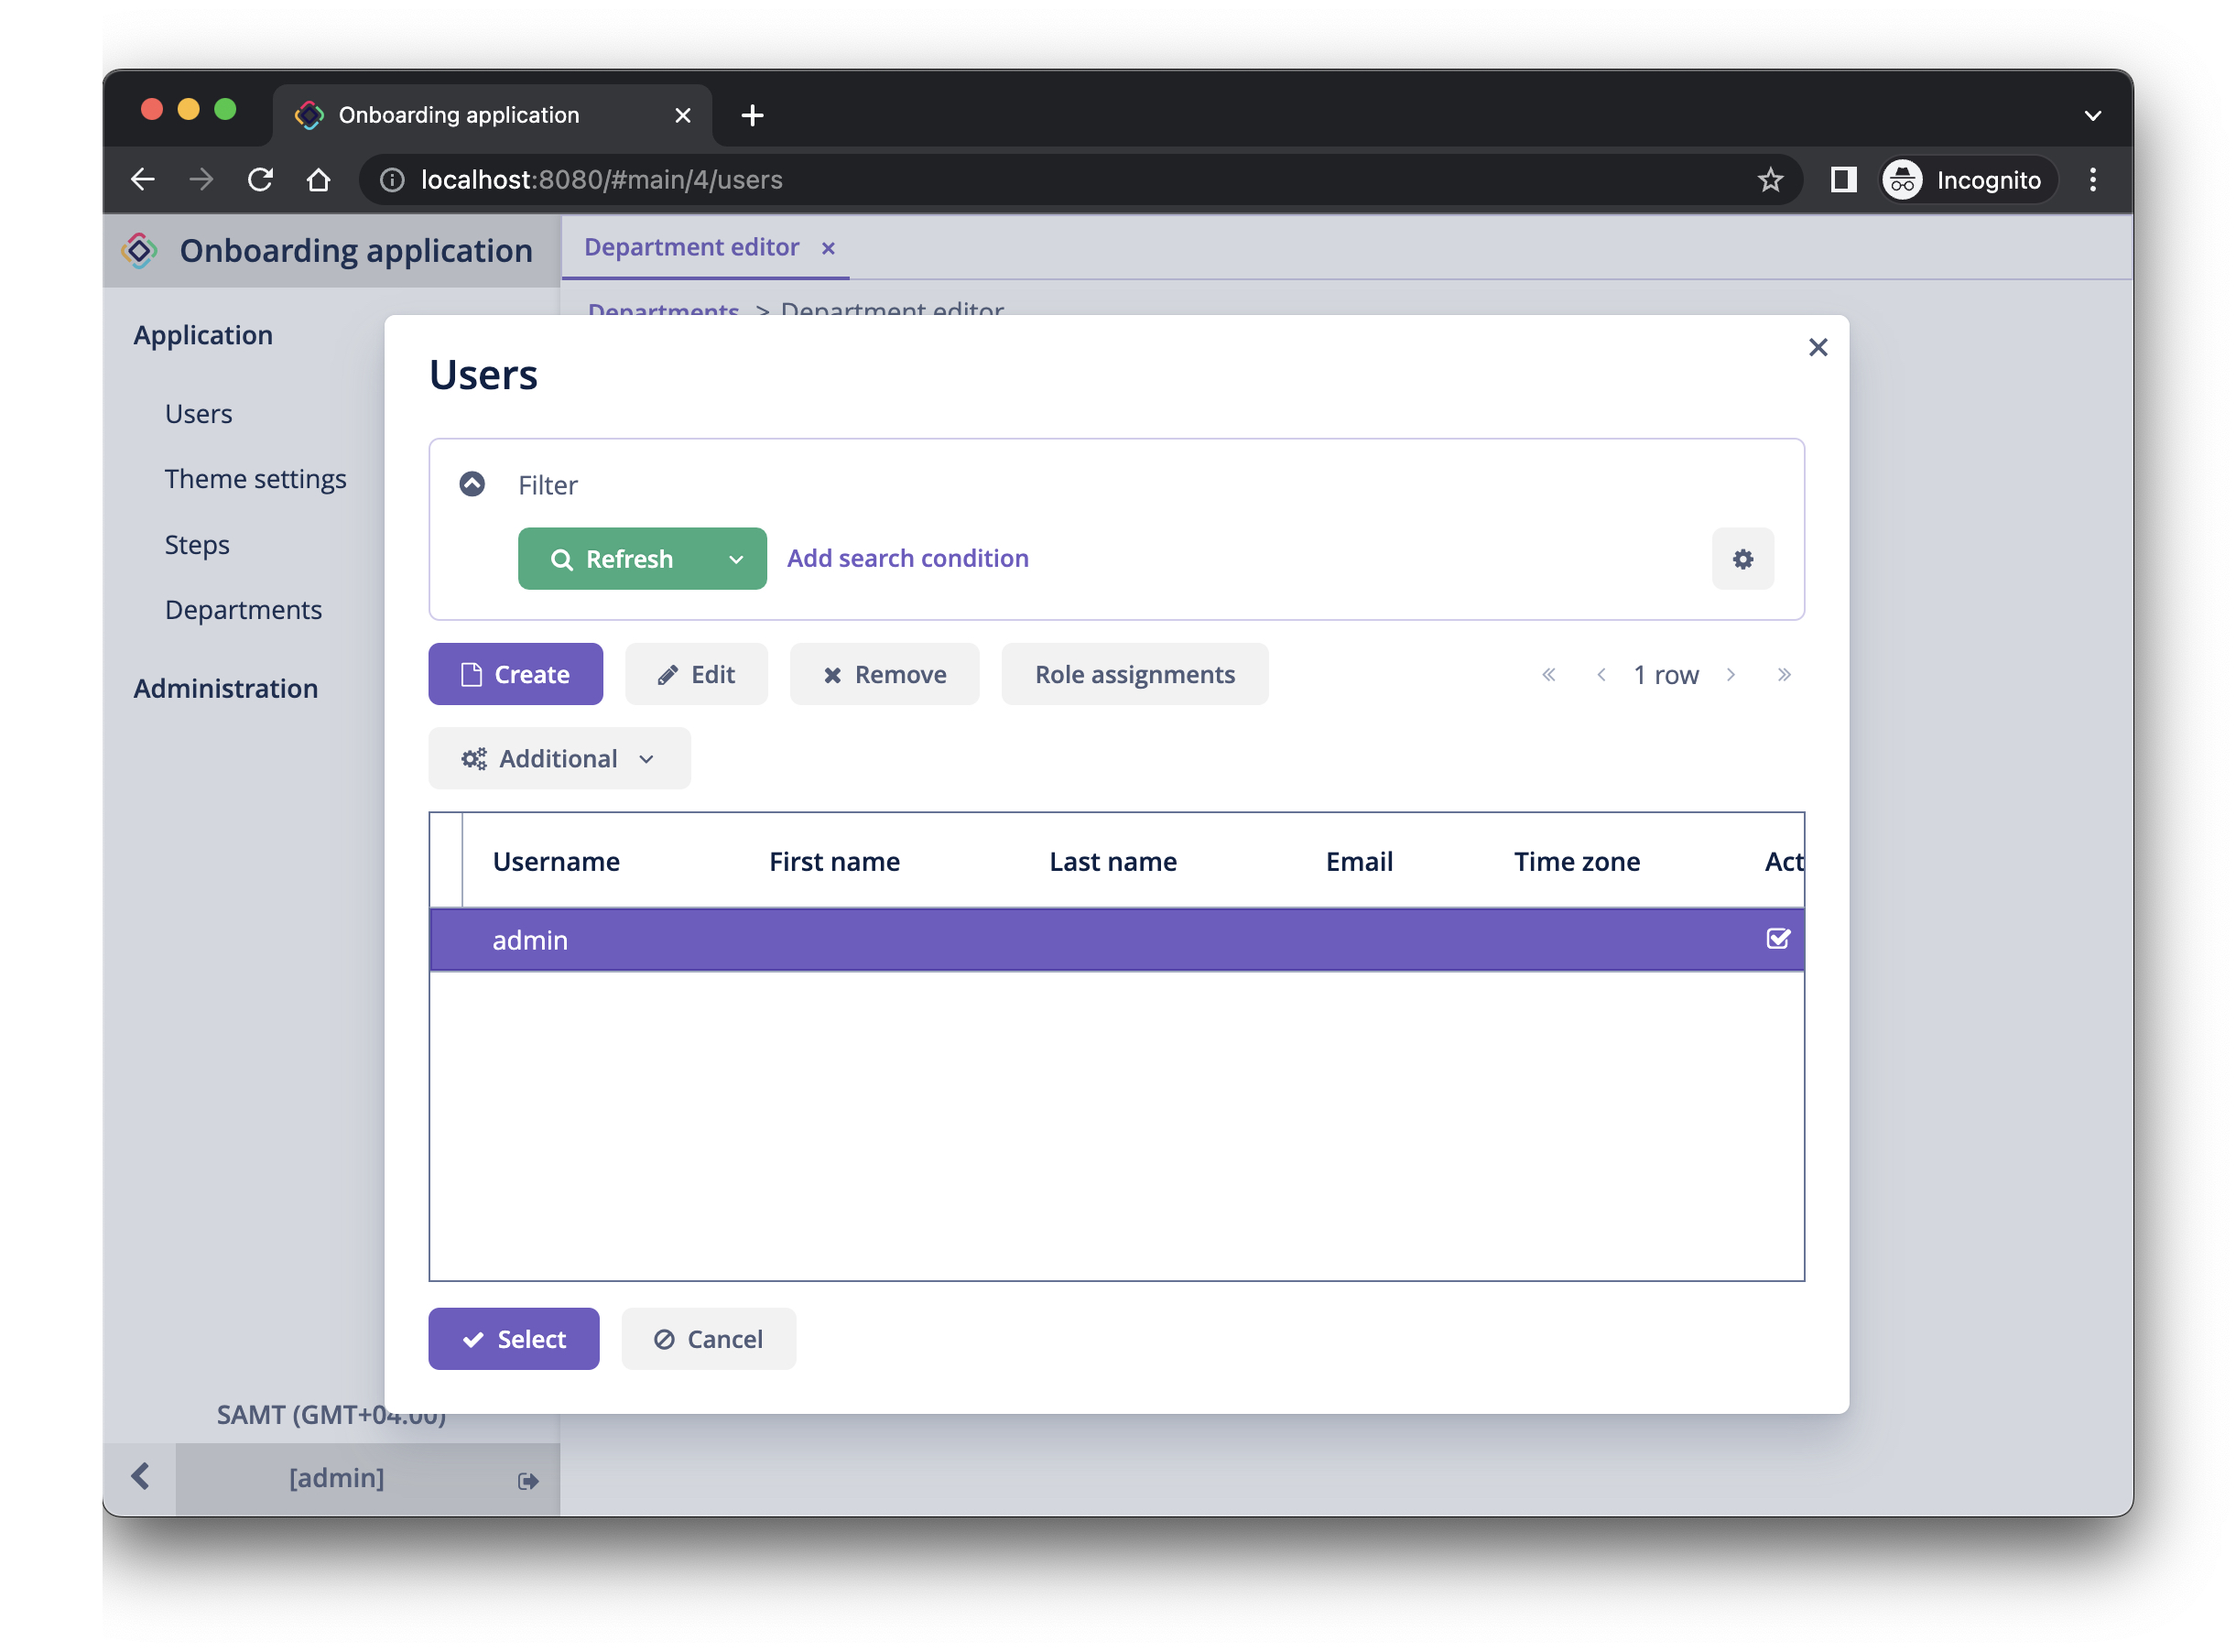 Onboarding application
localhost:8080/#main/4/users
Incognito
Onboarding application
Department editor
Departments > Department editor
Application
Users
Theme settings
Steps
Departments
Administration
Users
Filter
Refresh
Add search condition
Create
Edit
Remove
Role assignments
1 row
Additional
Username First name Last name Email Time zone Act
admin
Select
Cancel
SAMT (GMT+04:00)
[admin]